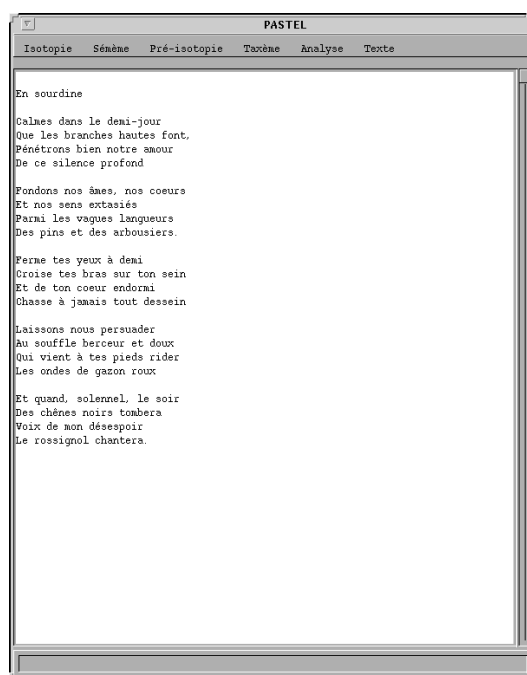 PASTEL
Isotopie Sémème Pré-isotopie Taxème Analyse Texte
En sourdine
Calmes dans le demi-jour
Que les branches hautes font,
Pénétrons bien notre amour
De ce silence profond
Fondons nos âmes, nos coeurs
Et nos sens extasiés
Parmi les vagues langueurs
Des pins et des arbousiers.
Ferme tes yeux à demi
Croise tes bras sur ton sein
Et de ton coeur endormi
Chasse à jamais tout dessein
Laissons nous persuader
Au souffle berceur et doux
Qui vient à tes pieds rider
Les ondes de gazon roux
Et quand, solennel, le soir
Des chênes noirs tombera
Voix de mon désespoir
Le rossignol chantera.